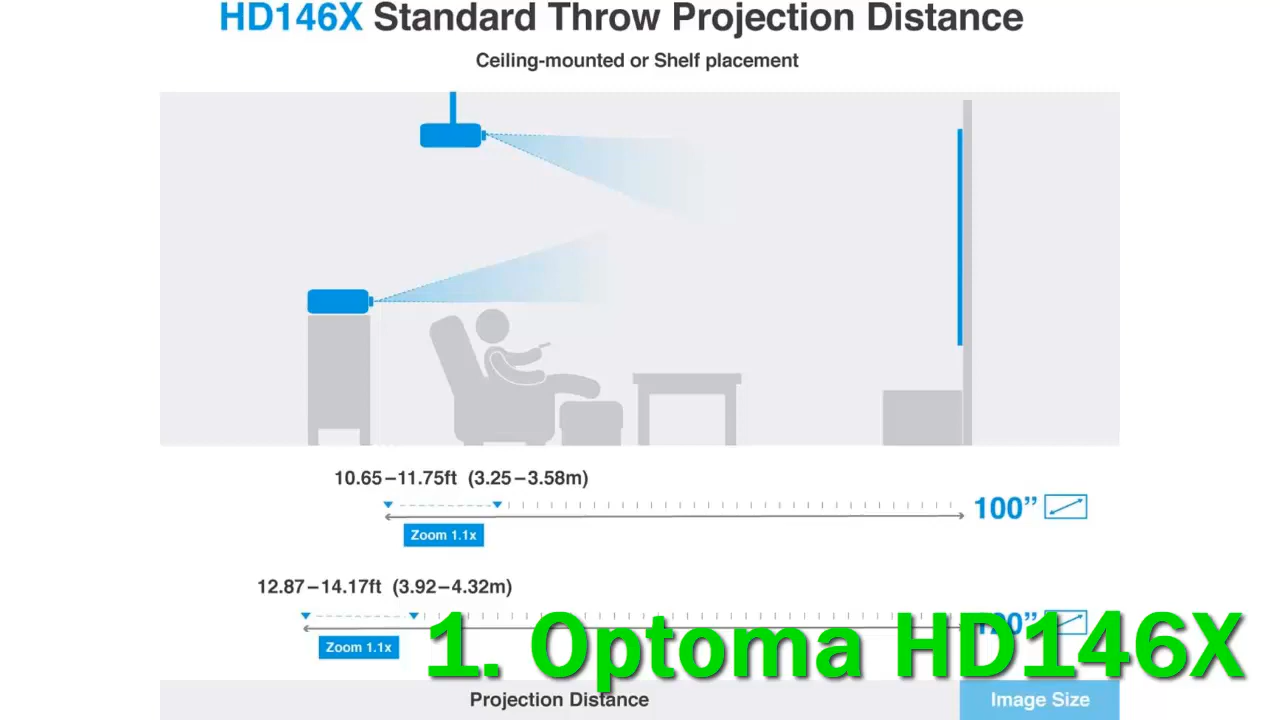 HD146X Standard Throw Projection Distance
Ceiling-mounted or Shelf placement
10.65–11.75ft (3.25–3.58m)
100”
Zoom 1.1x
12.87–14.17ft (3.92–4.32m)
120”
Zoom 1.1x
1. Optoma HD146X
Projection Distance
Image Size